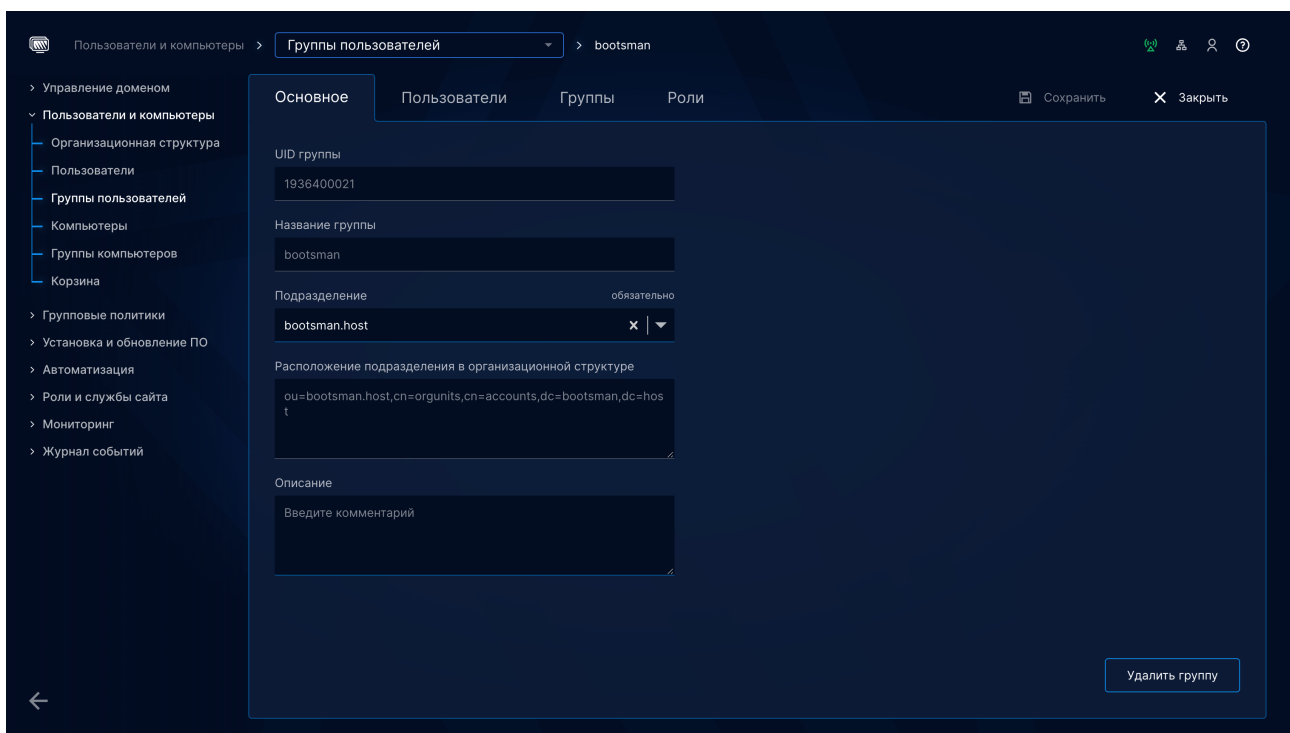 Пользователи и компьютеры > Группы пользователей > bootsman
Управление доменом
Пользователи и компьютеры
Организационная структура
Пользователи
Группы пользователей
Компьютеры
Группы компьютеров
Корзина
Групповые политики
Установка и обновление ПО
Автоматизация
Роли и службы сайта
Мониторинг
Журнал событий
Основное Пользователи Группы Роли Сохранить Закрыть
UID группы
1936400021
Название группы
bootsman
Подразделение обязательно
bootsman.host
Расположение подразделения в организационной структуре
ou=bootsman.host,cn=orgunits,cn=accounts,dc=bootsman,dc=hos
t
Описание
Введите комментарий
Удалить группу